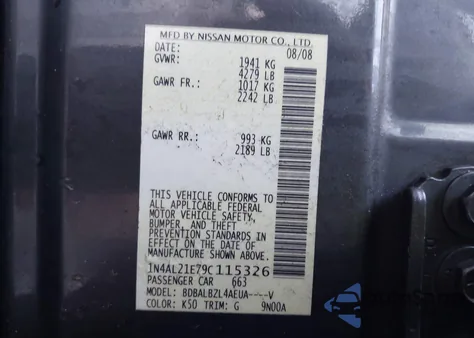 MFD BY NISSAN MOTOR CO., LTD.
DATE: 08/08
GVWR: 1941 KG
4279 LB
GAWR FR.: 1017 KG
2242 LB
GAWR RR.: 993 KG
2189 LB
THIS VEHICLE CONFORMS TO
ALL APPLICABLE FEDERAL
MOTOR VEHICLE SAFETY,
BUMPER, AND THEFT
PREVENTION STANDARDS IN
EFFECT ON THE DATE OF
MANUFACTURE SHOWN ABOVE.
1N4AL21E79C115326
PASSENGER CAR 663
MODEL: BDBALBZL4AEUA----V
COLOR: K50 TRIM: G 9N00A